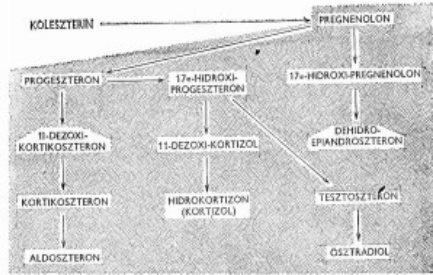 KOLESZTERIN
PREGNENOLON
PROGESZTERON
17α-HIDROXI-
PROGESZTERON
17α-HIDROXI-PREGNENOLON
11-DEZOXI-
KORTIKOSZTERON
11-DEZOXI-KORTIZOL
DEHIDRO-
EPIANDROSZTERON
KORTIKOSZTERON
HIDROKORTIZON
(KORTIZOL)
TESZTOSZTERON
ALDOSZTERON
ÖSZTRADIOL